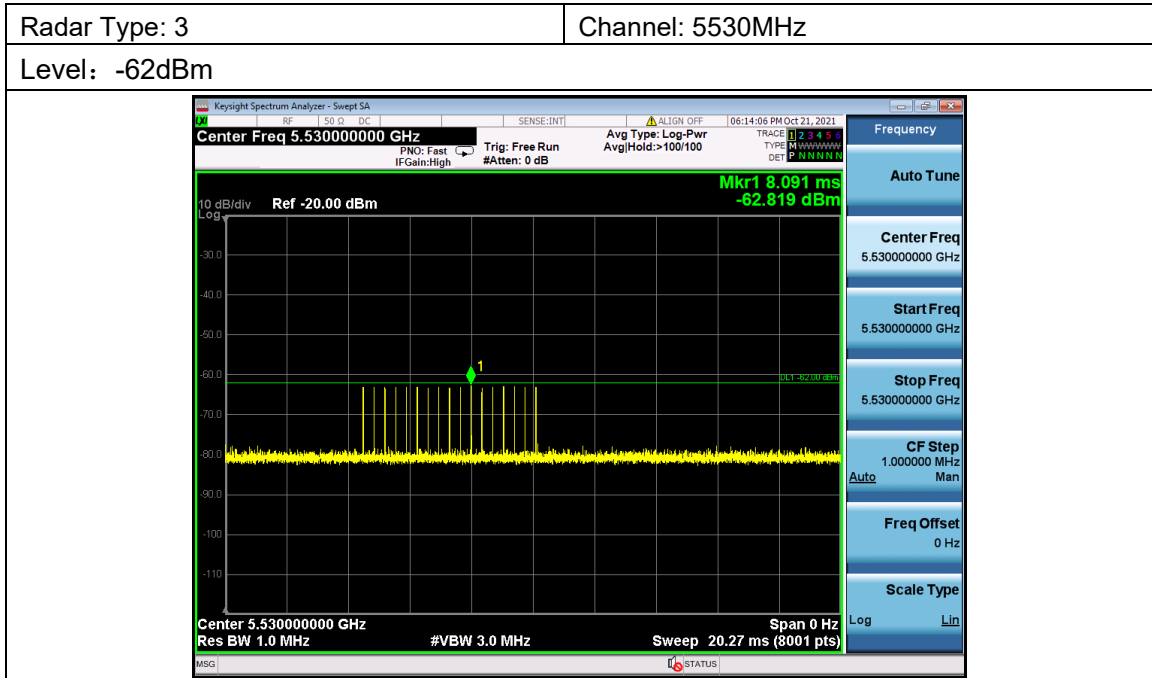 Radar Type: 3
Channel: 5530MHz
Level：-62dBm
Keysight Spectrum Analyzer - Swept SA
LXI RF 50 Ω DC SENSE:INT ALIGN OFF 06:14:06 PM Oct 21, 2021
Center Freq 5.530000000 GHz
PNO: Fast
IFGain:High
Trig: Free Run
#Atten: 0 dB
Avg Type: Log-Pwr
Avg|Hold:>100/100
TRACE 1 2 3 4 5 6
TYPE M WWWWW
DET P N N N N N
Mkr1 8.091 ms
-62.819 dBm
10 dB/div Ref -20.00 dBm
Log
-30.0
-40.0
-50.0
1
-60.0
DL1 -62.00 dBm
-70.0
-80.0
-90.0
-100
-110
Center 5.530000000 GHz Span 0 Hz
Res BW 1.0 MHz #VBW 3.0 MHz Sweep 20.27 ms (8001 pts)
MSG STATUS
Frequency
Auto Tune
Center Freq
5.530000000 GHz
Start Freq
5.530000000 GHz
Stop Freq
5.530000000 GHz
CF Step
1.000000 MHz
Auto Man
Freq Offset
0 Hz
Scale Type
Log Lin